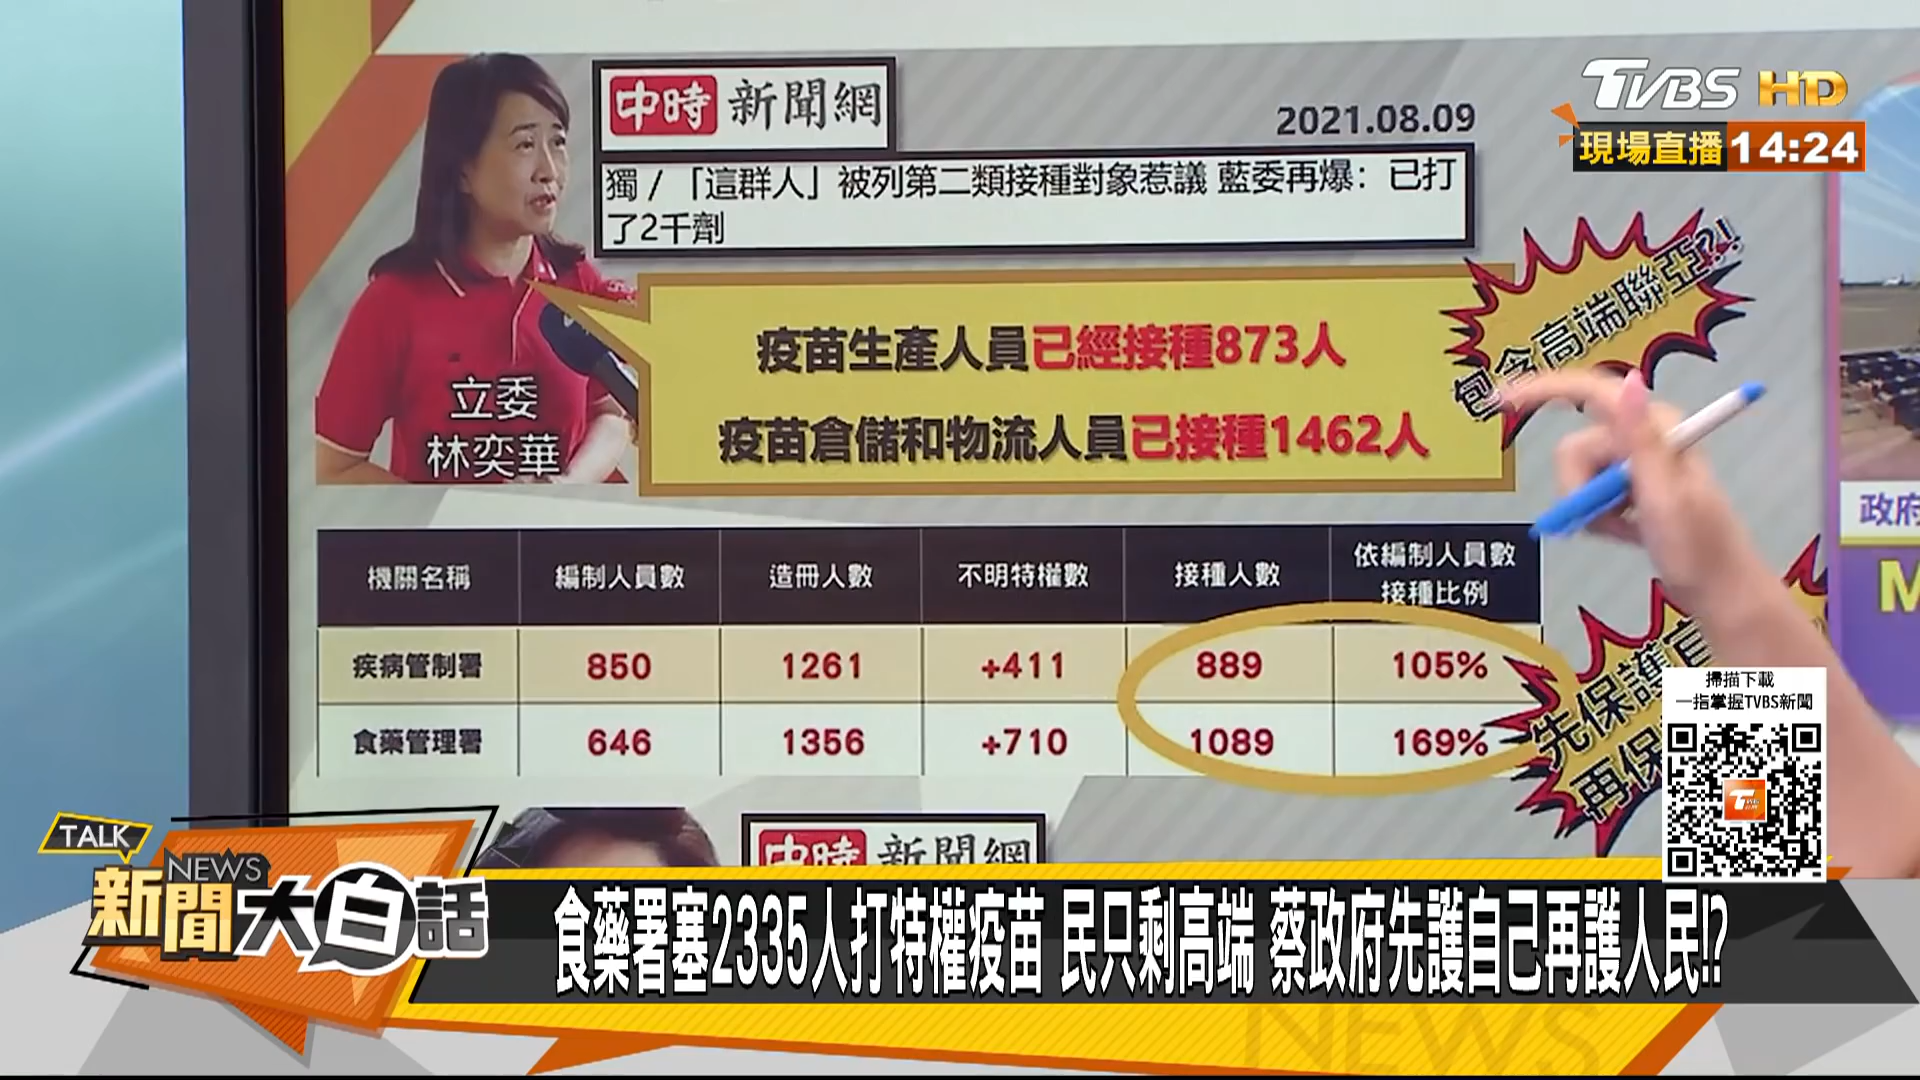 中時 新聞網
2021.08.09
TVBS HD
現場直播 14:24
獨/「這群人」被列第二類接種對象惹議 藍委再爆：已打
了2千劑
包含高端聯亞?!
疫苗生產人員已經接種873人
疫苗倉儲和物流人員已接種1462人
立委
林奕華
政府
M
機關名稱 編制人員數 造冊人數 不明特權數 接種人數 依編制人員數
接種比例
疾病管制署 850 1261 +411 889 105%
食藥管理署 646 1356 +710 1089 169%
先保護官
再保
掃描下載
一指掌握TVBS新聞
中時 新聞網
TALK
NEWS
新聞大白話
食藥署塞2335人打特權疫苗 民只剩高端 蔡政府先護自己再護人民!?
NEWS